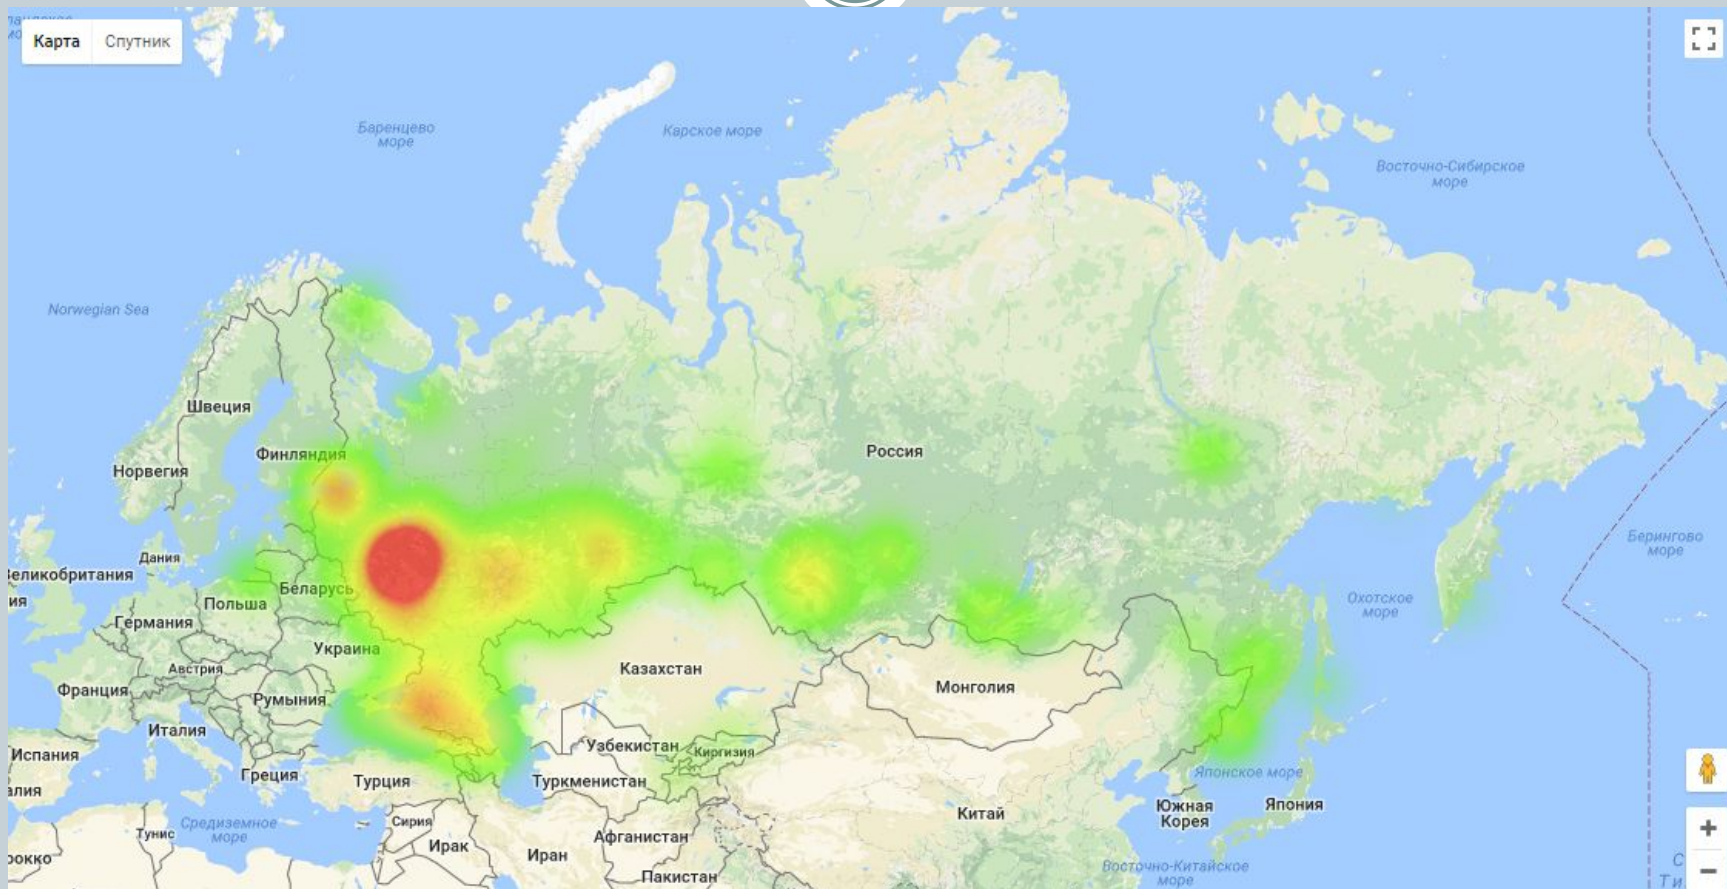 Карта Спутник
Баренцево
море
Карское море
Восточно-Сибирское
море
Norwegian Sea
Швеция
Финляндия
Норвегия
Россия
Берингово
море
Дания
Великобритания
Беларусь
Польша
Охотское
море
Германия
Украина
Австрия
Казахстан
Франция
Румыния
Монголия
Италия
Узбекистан
Киргизия
Испания
Греция
Турция
Туркменистан
Японское море
Китай
Южная
Корея
Япония
Средиземное
море
Тунис
Сирия
Ирак
Афганистан
Иран
Пакистан
Восточно-Китайское
море